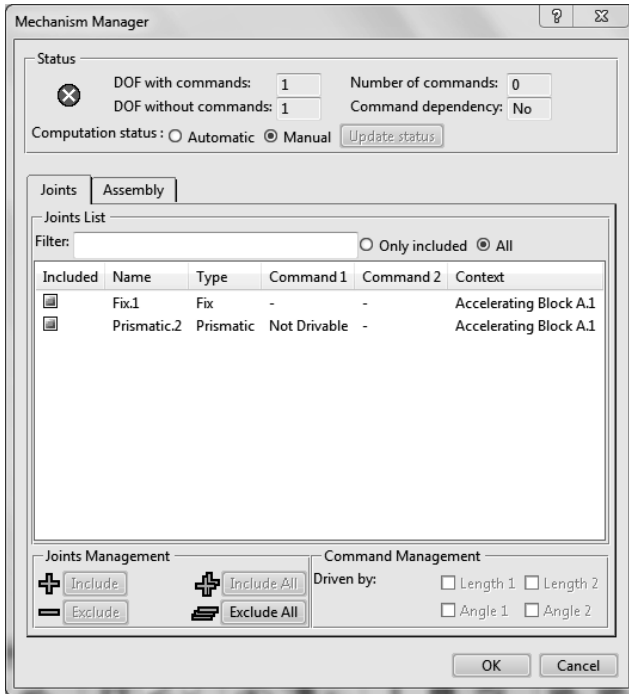 Mechanism Manager
Status
DOF with commands: 1 Number of commands: 0
DOF without commands: 1 Command dependency: No
Computation status : Automatic Manual Update status
Joints Assembly
Joints List
Filter: Only included All
Included Name Type Command 1 Command 2 Context
Fix.1 Fix - - Accelerating Block A.1
Prismatic.2 Prismatic Not Drivable - Accelerating Block A.1
Joints Management Command Management
Include Include All Driven by: Length 1 Length 2
Exclude Exclude All Angle 1 Angle 2
OK Cancel